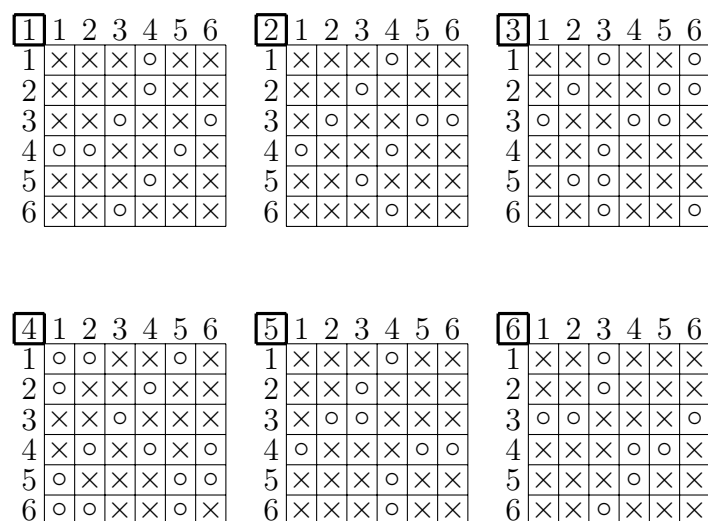 1 1 2 3 4 5 6
1 × × × ○ × ×
2 × × × ○ × ×
3 × × ○ × × ○
4 ○ ○ × × ○ ×
5 × × × ○ × ×
6 × × ○ × × ×
2 1 2 3 4 5 6
1 × × × ○ × ×
2 × × ○ × × ×
3 × ○ × × ○ ○
4 ○ × × ○ × ×
5 × × ○ × × ×
6 × × × ○ × ×
3 1 2 3 4 5 6
1 × × ○ × × ○
2 × ○ × × ○ ○
3 ○ × × ○ ○ ×
4 × × ○ × × ×
5 × ○ ○ × × ×
6 × × ○ × × ○
4 1 2 3 4 5 6
1 ○ ○ × × ○ ×
2 ○ × × ○ × ×
3 × × ○ × × ×
4 × ○ × ○ × ○
5 ○ × × × ○ ○
6 ○ ○ × × ○ ×
5 1 2 3 4 5 6
1 × × × ○ × ×
2 × × ○ × × ×
3 × ○ ○ × × ×
4 ○ × × × ○ ○
5 × × × ○ × ×
6 × × × ○ × ×
6 1 2 3 4 5 6
1 × × ○ × × ×
2 × × ○ × × ×
3 ○ ○ × × × ○
4 × × × ○ ○ ×
5 × × × ○ × ×
6 × × ○ × × ×